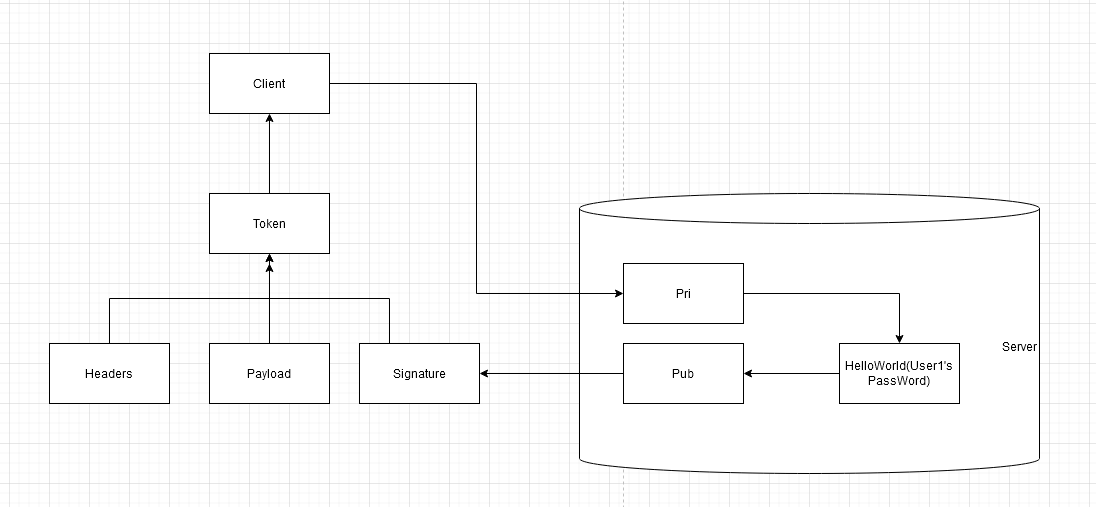 Client
Token
Pri
Server
HelloWorld(User1's
PassWord)
Headers
Payload
Signature
Pub